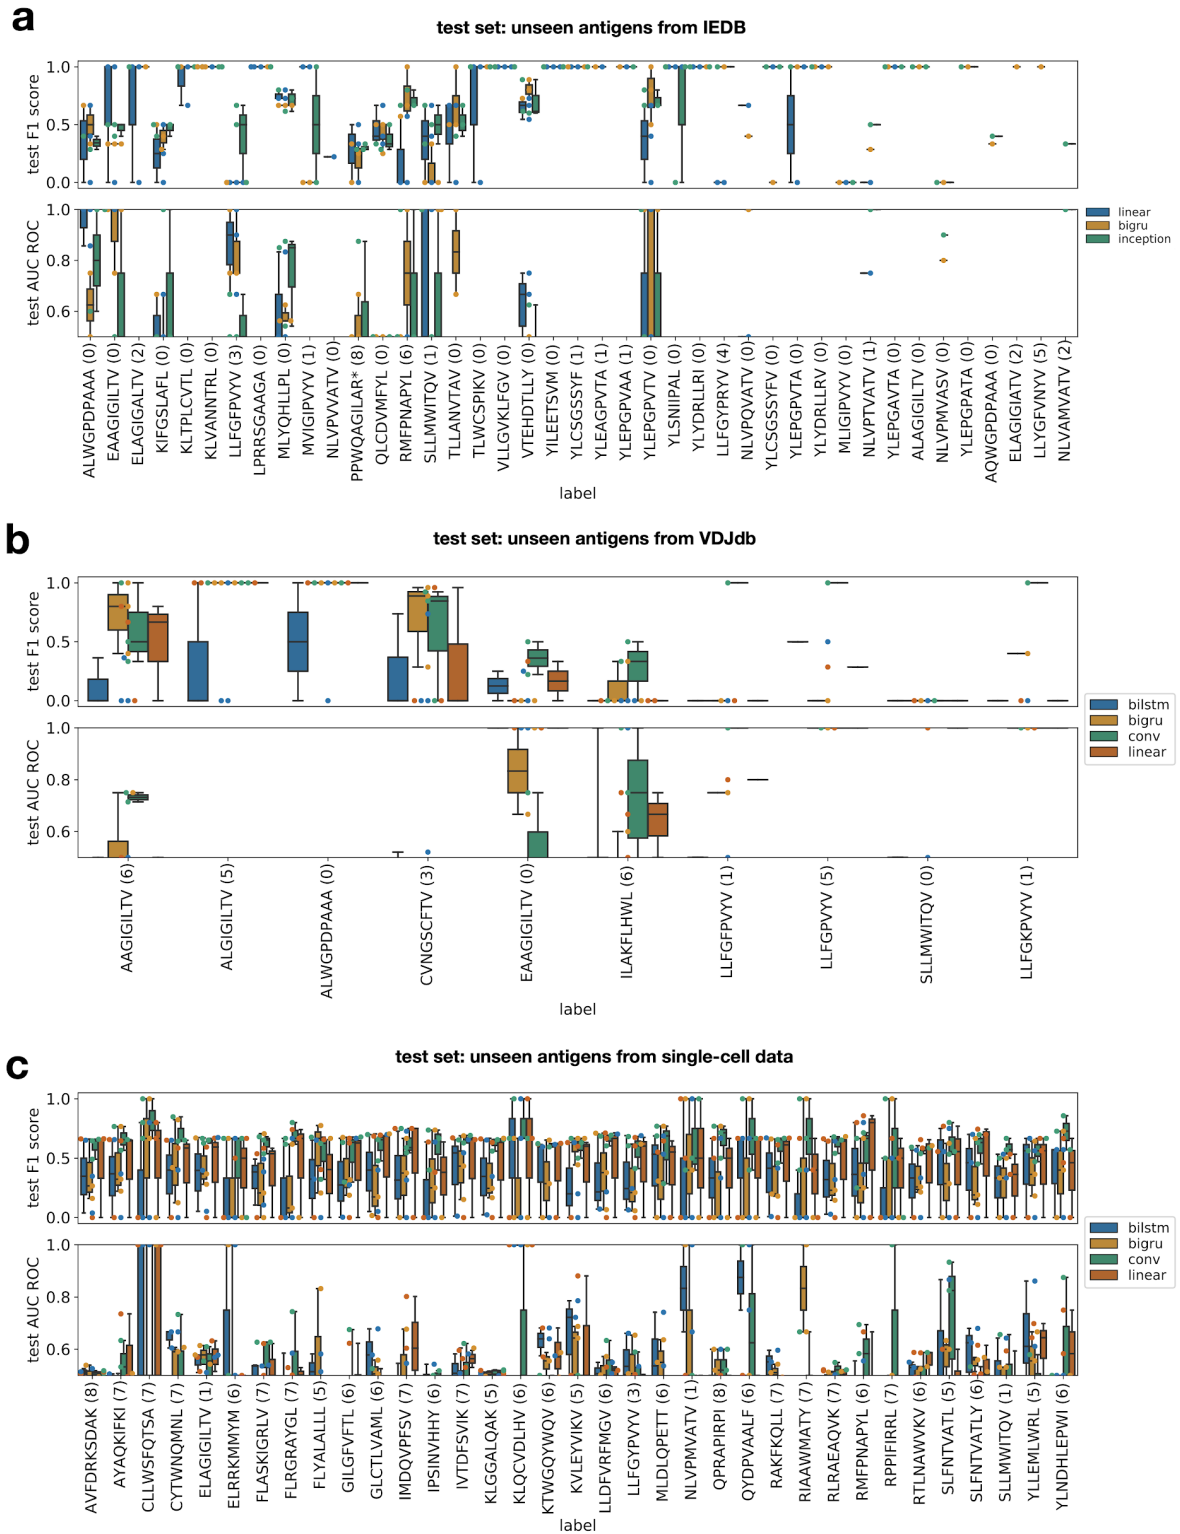 a
test set: unseen antigens from IEDB
test F1 score
1.0
0.5
0.0
test AUC ROC
1.0
0.8
0.6
linear
bigru
inception
ALWGPDPAAA (0)
EAAGIGILTV (0)
ELAGIGALTV (2)
KIFGSLAFL (0)
KLTPLCVTL (0)
KLVANNTRL (0)
LLFGFPVYV (3)
LPRRSGAAGA (0)
MLYQHLLPL (0)
MVIGIPVYV (1)
NLVPVVATV (0)
PPWQAGILAR* (8)
QLCDVMFYL (0)
RMFPNAPYL (6)
SLLMWITQV (1)
TLLANVTAV (0)
TLWCSPIKV (0)
VLLGVKLFGV (0)
VTEHDTLLY (0)
YILEETSVM (0)
YLCSGSSYF (1)
YLEAGPVTA (1)
YLEPGPVAA (1)
YLEPGPVTV (0)
YLSNIIPAL (0)
YLYDRLLRI (0)
LLFGYPRYV (4)
NLVPQVATV (0)
YLCSGSSSYFV (0)
YLEPGPVTA (0)
YLYDRLLRV (0)
MLIGIPVYV (0)
NLVPTVATV (1)
YLEPGAVTA (0)
ALAGIGILTV (0)
NLVPMVASV (0)
YLEPGPATA (0)
AQWGPDPAAA (0)
ELAGIGIATV (2)
LLYGFVNYV (5)
NLVAMVATV (2)
label
b
test set: unseen antigens from VDJdb
test F1 score
1.0
0.5
0.0
test AUC ROC
1.0
0.8
0.6
bilstm
bigru
conv
linear
AAGIGILTV (6)
ALGIGILTV (5)
ALWGPDPAAA (0)
CVNGSCFTV (3)
EAAGIGILTV (0)
ILAKFLHWL (6)
LLFGFPVYV (1)
LLFGPVYV (5)
SLLMWITQV (0)
LLFGKPVYV (1)
label
c
test set: unseen antigens from single-cell data
test F1 score
1.0
0.5
0.0
test AUC ROC
1.0
0.8
0.6
bilstm
bigru
conv
linear
AVFDRKSDAK (8)
AYAQKIFKI (7)
CLLWSFQTSA (7)
CYTWNQMNL (7)
ELAGIGILTV (1)
ELRRKMMYM (6)
FLASKIGRLV (7)
FLRGRAYGL (7)
FLYALALLL (5)
GILGFVFTL (6)
GLCTLVAML (6)
IMDQVPFSV (7)
IPSINVHHY (6)
IVTDFSVIK (7)
KLGGALQAK (5)
KLQCVDLHV (6)
KTWGQYWQV (6)
KVLEYVIKV (5)
LLDFVRFMGV (6)
LLFGYPVYV (3)
MLDLQPETT (6)
NLVPMVATV (1)
QPRAPIRPI (8)
QYDPVAALF (6)
RAKFKQLL (7)
RIAAWMATY (7)
RLRAEAQVK (7)
RMFPNAPYL (6)
RPPIFIRRL (7)
RTLNAWVKV (6)
SLFNTVATL (5)
SLFNTVATLY (6)
SLLMWITQV (1)
YLLEMLWRL (5)
YLNDHLEPWI (6)
label